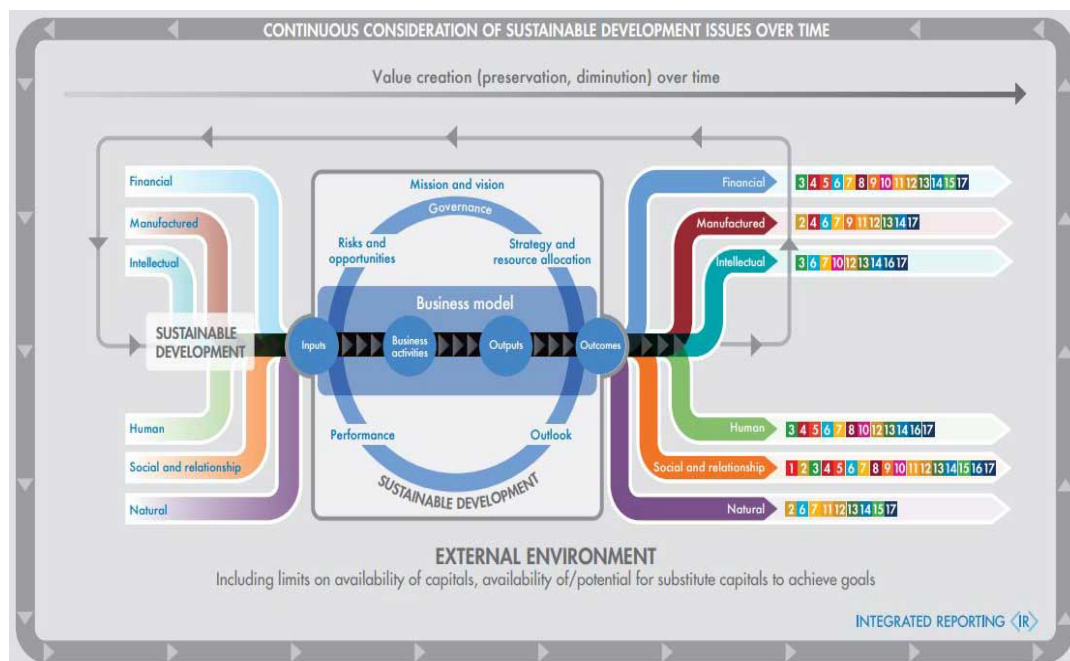 CONTINUOUS CONSIDERATION OF SUSTAINABLE DEVELOPMENT ISSUES OVER TIME
Value creation (preservation, diminution) over time
Financial
Manufactured
Intellectual
SUSTAINABLE
DEVELOPMENT
Human
Social and relationship
Natural
Mission and vision
Governance
Risks and
opportunities
Strategy and
resource allocation
Business model
Inputs
Business
activities
Outputs
Outcomes
Performance
Outlook
SUSTAINABLE DEVELOPMENT
Financial 3 4 5 6 7 8 9 10 11 12 13 14 15 17
Manufactured 2 4 6 7 9 11 12 13 14 17
Intellectual 3 6 7 10 12 13 14 16 17
Human 3 4 5 6 7 8 10 12 13 14 16 17
Social and relationship 1 2 3 4 5 6 7 8 9 10 11 12 13 14 15 16 17
Natural 2 6 7 11 12 13 14 15 17
EXTERNAL ENVIRONMENT
Including limits on availability of capitals, availability of/potential for substitute capitals to achieve goals
INTEGRATED REPORTING <IR>